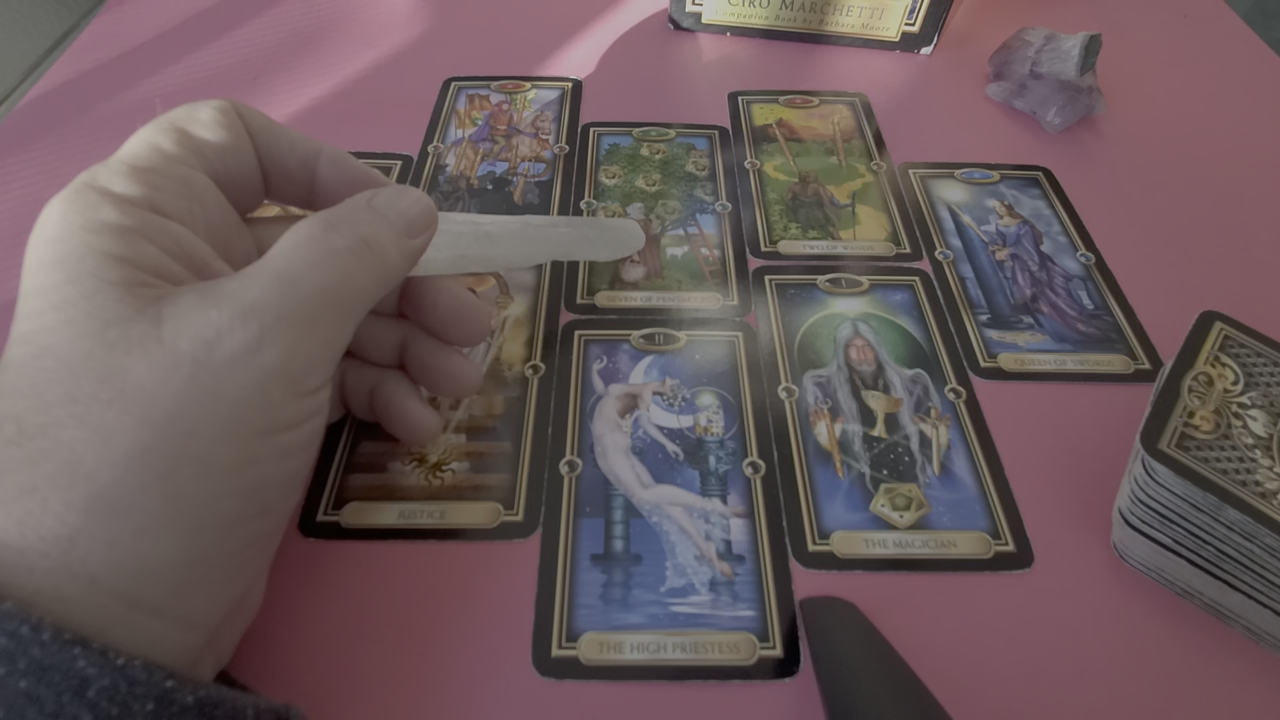 CIRO MARCHETTI
Companion Book by Barbara Moore
SEVEN OF PENTACLES
TWO OF WANDS
QUEEN OF SWORDS
I
II
JUSTICE
THE MAGICIAN
THE HIGH PRIESTESS